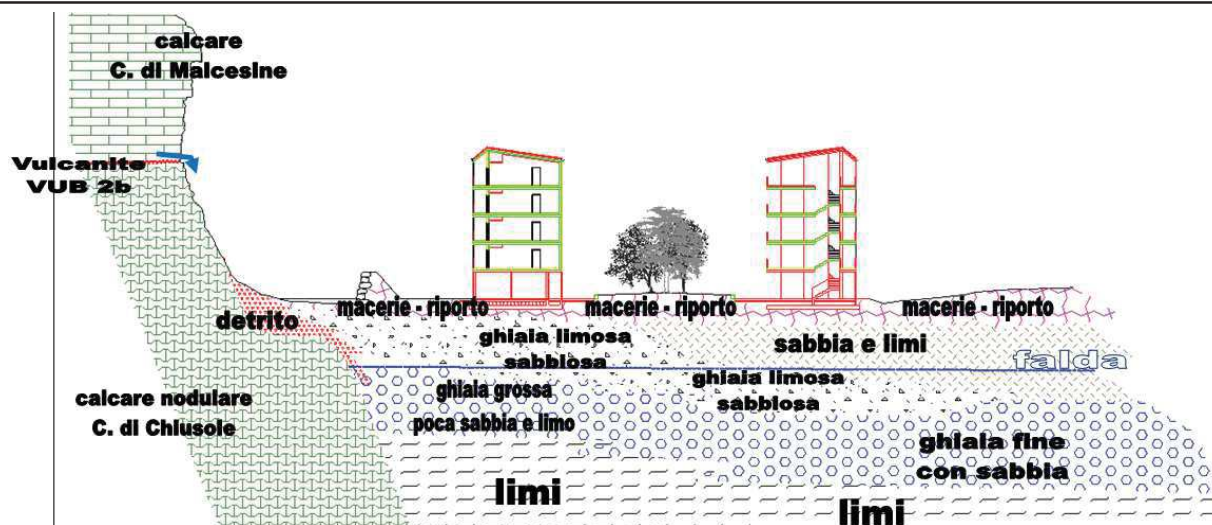 calcare
C. di Malcesine
Vulcanite
VUB 2b
macerie - riporto
macerie - riporto
macerie - riporto
detrito
ghiaia limosa
sabbiosa
sabbia e limi
falda
ghiaia limosa
sabbiosa
ghiaia grossa
poca sabbia e limo
calcare nodulare
C. di Chiusole
ghiaia fine
con sabbia
limi
limi